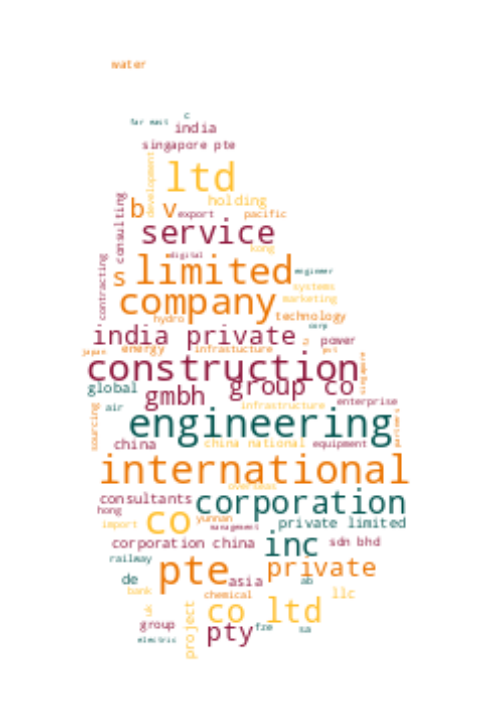 water
far east c
india
singapore pte
development
ltd
holding
b v
export
pacific
consulting
service
kong
digital
s limited
engineer
contracting
systems
company
marketing
hydro
technology
corp
india private
a
power
japan
energy
infrastucture
construction
singapore
global
gmbh
group co
enterprise
air
infrastructure
sourcing
engineering
partners
china
china national
equipment
international
overseas
consultants
corporation
hong
co
yunnan
import
management
private limited
corporation china
inc
sdn bhd
railway
pte
private
de
asia
ab
bank
chemical
llc
uk
project
co ltd
group
pty
fze
sa
electric